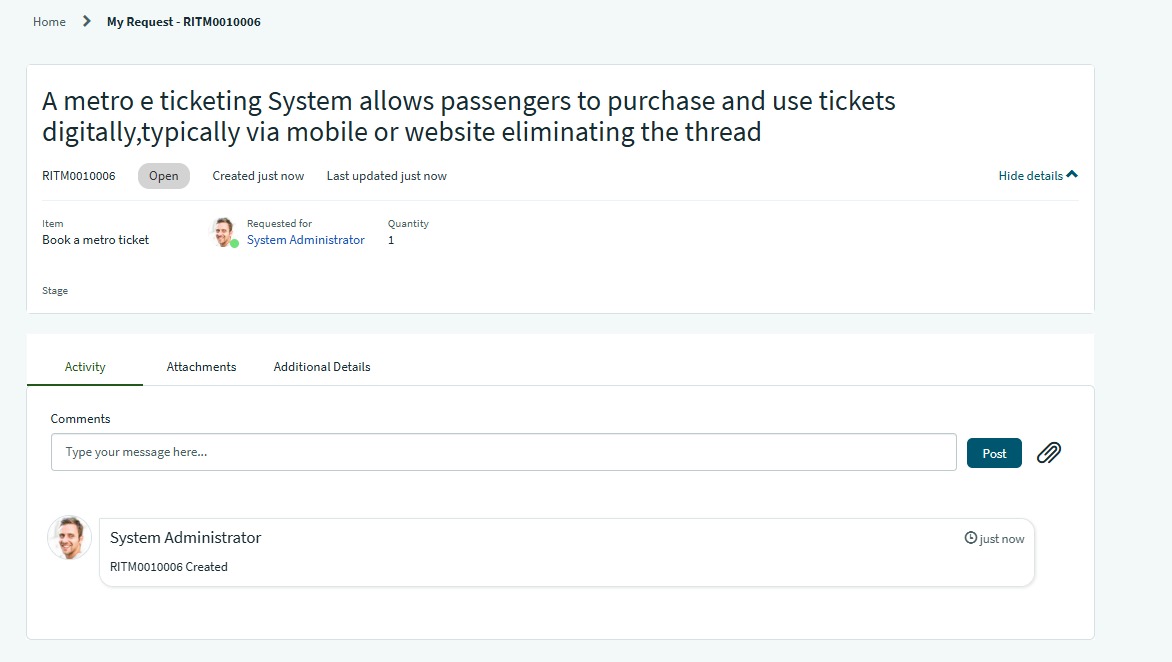 Home
My Request - RITM0010006
A metro e ticketing System allows passengers to purchase and use tickets
digitally,typically via mobile or website eliminating the thread
RITM0010006 Open Created just now Last updated just now Hide details
Item Requested for Quantity
Book a metro ticket System Administrator 1
Stage
Activity Attachments Additional Details
Comments
Type your message here...
Post
System Administrator just now
RITM0010006 Created